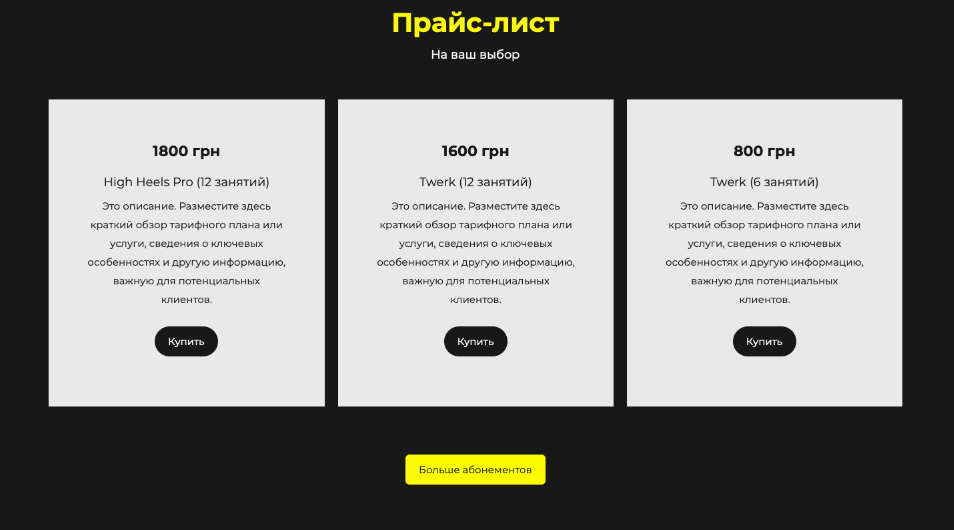 Прайс-лист
На ваш выбор
1800 грн
High Heels Pro (12 занятий)
Это описание. Разместите здесь
краткий обзор тарифного плана или
услуги, сведения о ключевых
особенностях и другую информацию,
важную для потенциальных
клиентов.
Купить
1600 грн
Twerk (12 занятий)
Это описание. Разместите здесь
краткий обзор тарифного плана или
услуги, сведения о ключевых
особенностях и другую информацию,
важную для потенциальных
клиентов.
Купить
800 грн
Twerk (6 занятий)
Это описание. Разместите здесь
краткий обзор тарифного плана или
услуги, сведения о ключевых
особенностях и другую информацию,
важную для потенциальных
клиентов.
Купить
Больше абонементов